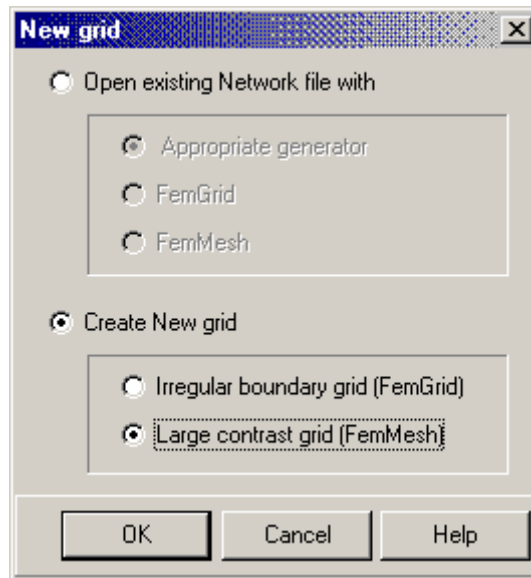 New grid
Open existing Network file with
Appropriate generator
FemGrid
FemMesh
Create New grid
Irregular boundary grid (FemGrid)
Large contrast grid (FemMesh)
OK Cancel Help